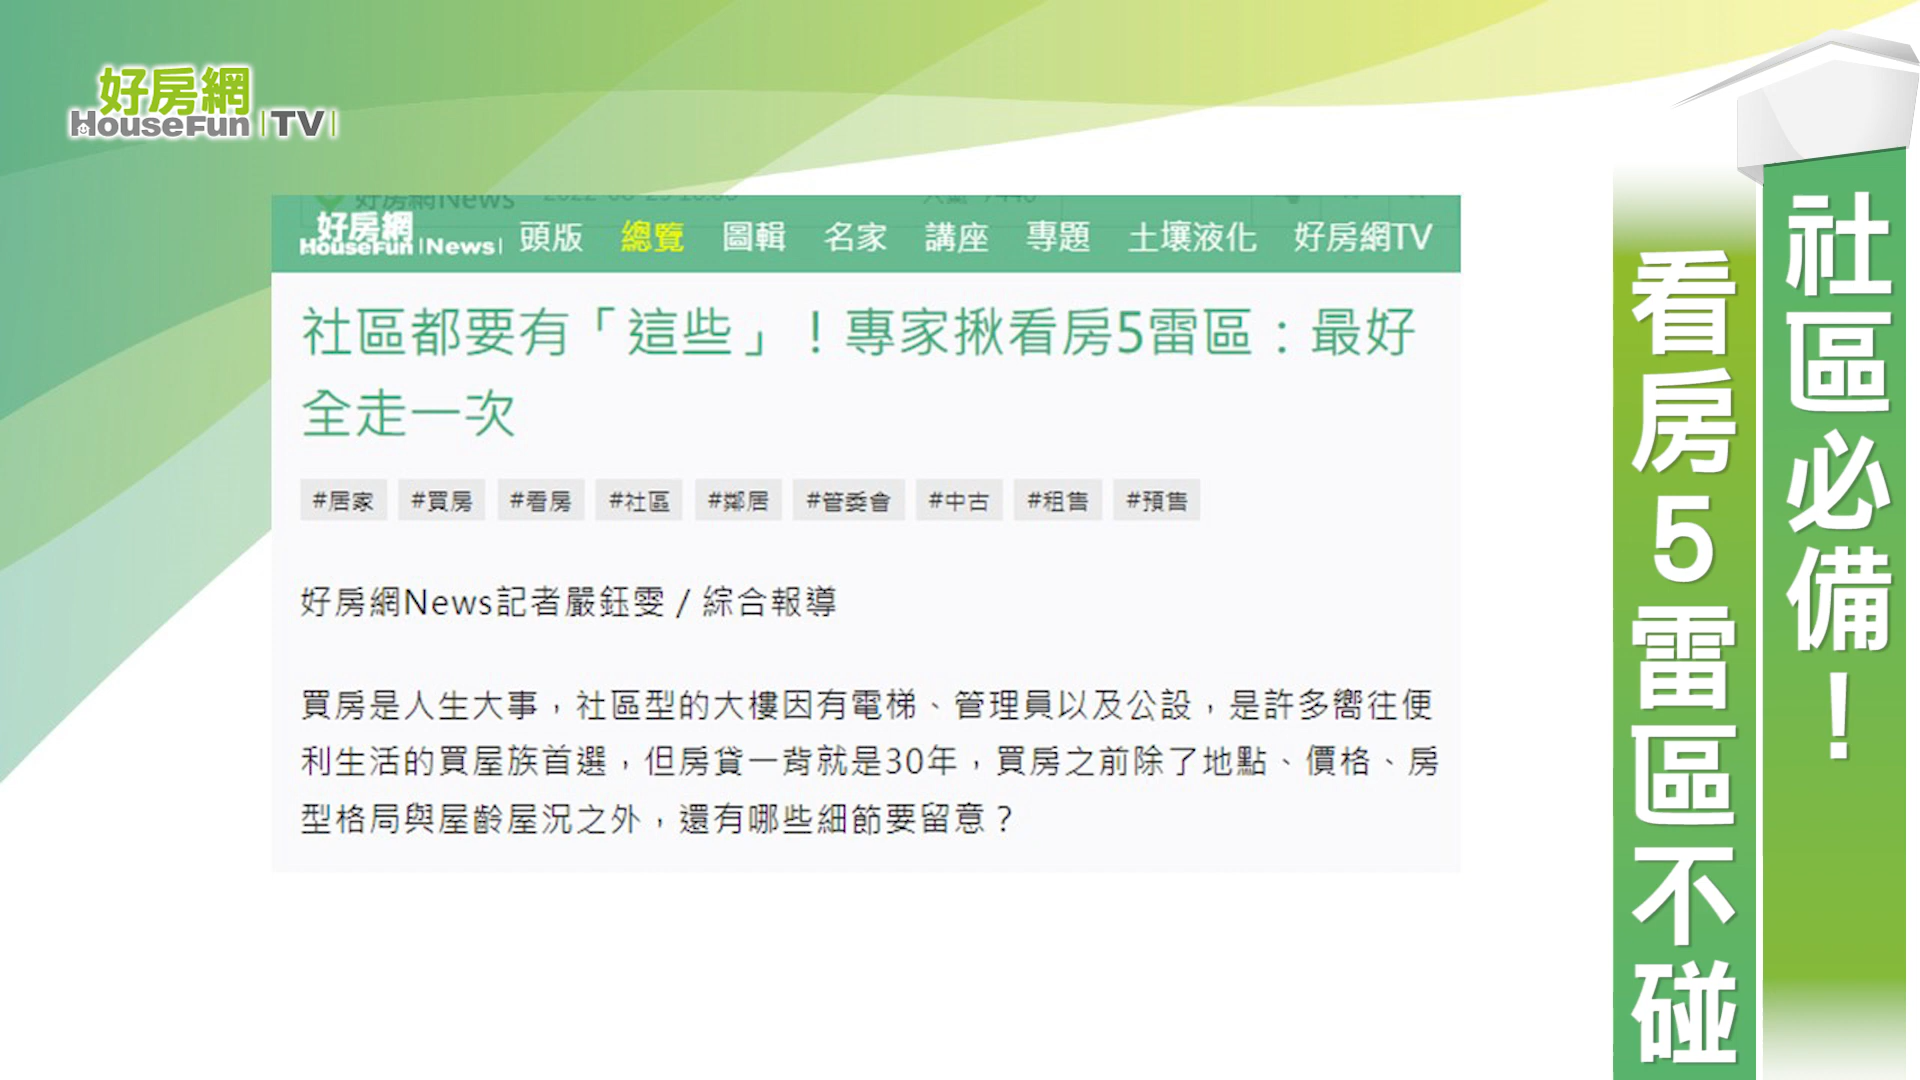 好房網
HouseFun TV
好房網News
好房網
HouseFun News
頭版 總覽 圖輯 名家 講座 專題 土壤液化 好房網TV
社區都要有「這些」！專家揪看房5雷區：最好
全走一次
#居家 #買房 #看房 #社區 #鄰居 #管委會 #中古 #租售 #預售
好房網News記者嚴鈺雯／綜合報導
買房是人生大事，社區型的大樓因有電梯、管理員以及公設，是許多嚮往便
利生活的買屋族首選，但房貸一背就是30年，買房之前除了地點、價格、房
型格局與屋齡屋況之外，還有哪些細節要留意？
社區必備！
看房5雷區不碰